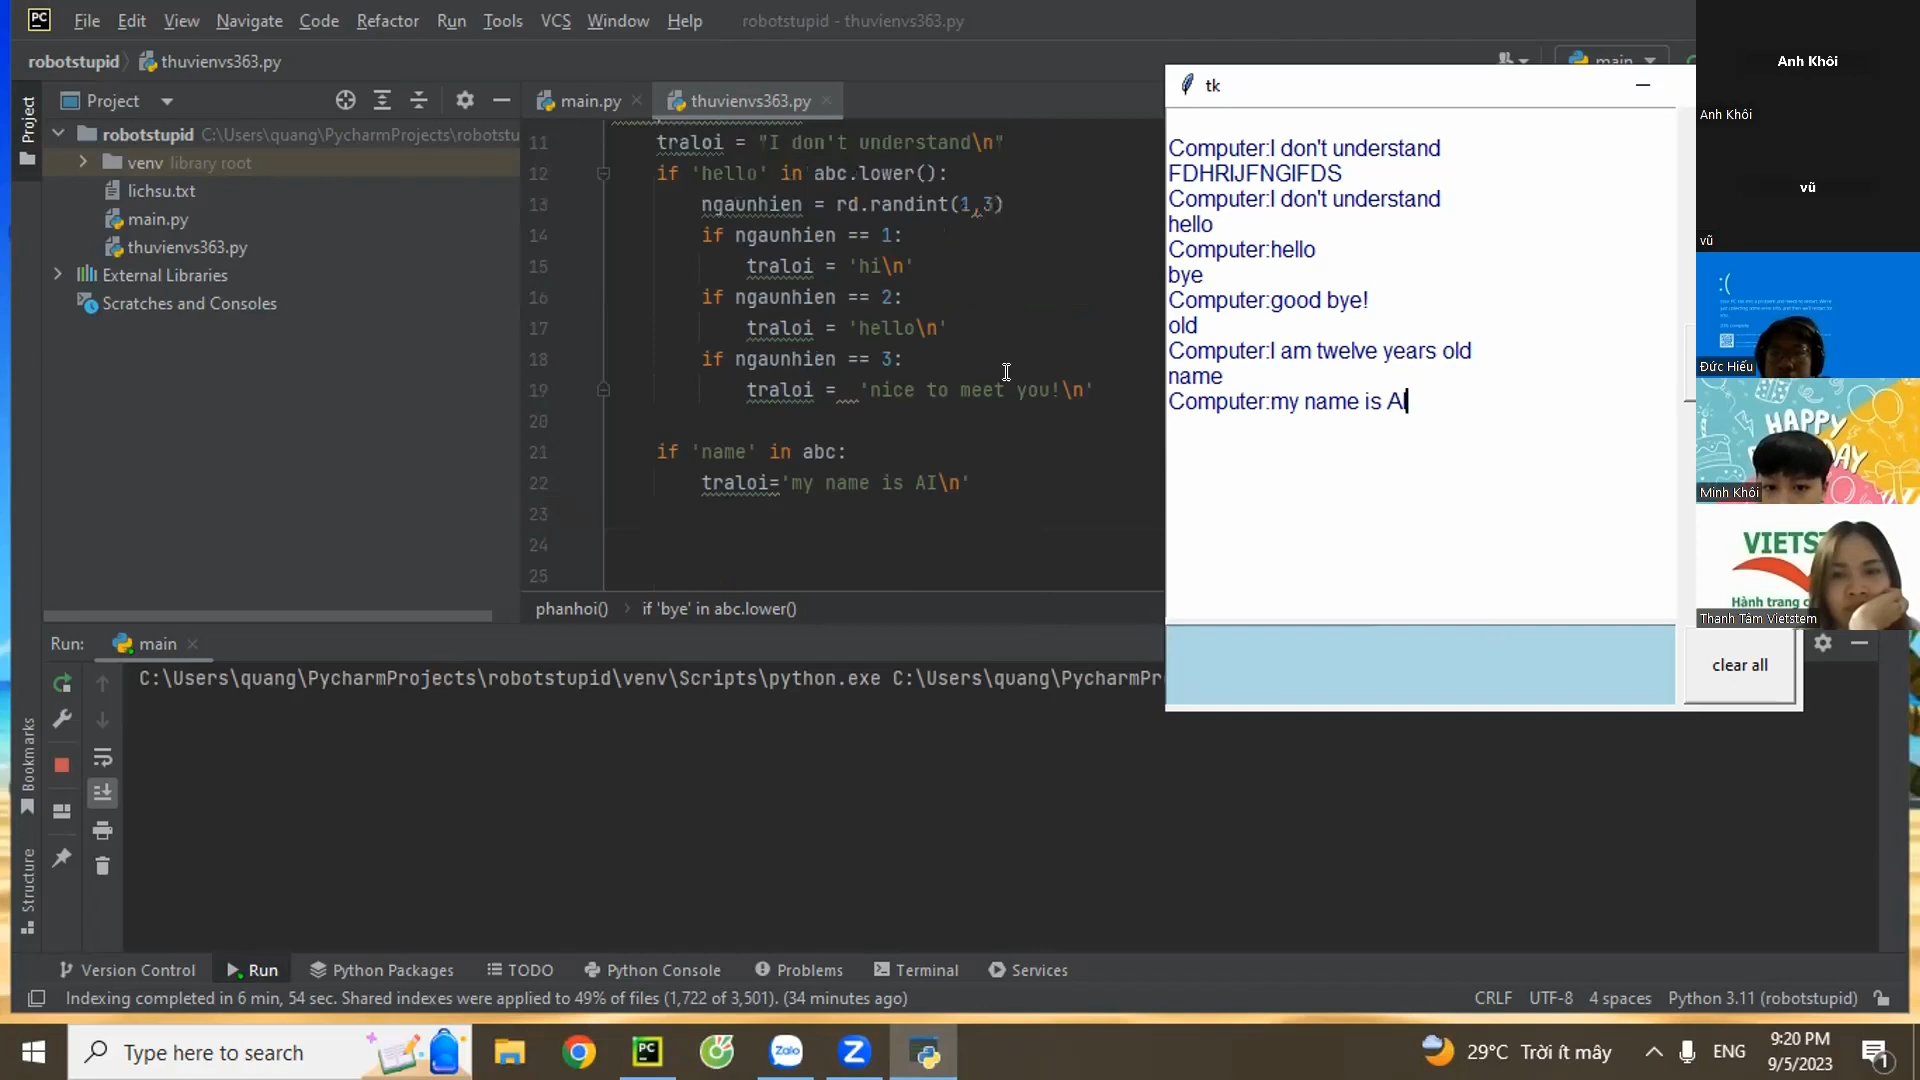 File Edit View Navigate Code Refactor Run Tools VCS Window Help robotstupid - thuvienvs363.py
robotstupid thuvienvs363.py
main
Project
Project
main.py
thuvienvs363.py
robotstupid C:\Users\quang\PycharmProjects\robotstu
venv library root
lichsu.txt
main.py
thuvienvs363.py
External Libraries
Scratches and Consoles
11 traloi = "I don't understand\n"
12 if 'hello' in abc.lower():
13 ngaunhien = rd.randint(1,3)
14 if ngaunhien == 1:
15 traloi = 'hi\n'
16 if ngaunhien == 2:
17 traloi = 'hello\n'
18 if ngaunhien == 3:
19 traloi = 'nice to meet you!\n'
20
21 if 'name' in abc:
22 traloi='my name is AI\n'
23
24
25
phanhoi() if 'bye' in abc.lower()
tk
Computer:I don't understand
FDHRIJFNGIFDS
Computer:I don't understand
hello
Computer:hello
bye
Computer:good bye!
old
Computer:I am twelve years old
name
Computer:my name is AI
clear all
Anh Khôi
Anh Khôi
vũ
vũ
:(
Đức Hiếu
HAPPY
Minh Khôi
VIETS
Hành trang c
Thanh Tâm Vietstem
Run: main
C:\Users\quang\PycharmProjects\robotstupid\venv\Scripts\python.exe C:\Users\quang\PycharmPr
Bookmarks
Structure
Version Control Run Python Packages TODO Python Console Problems Terminal Services
Indexing completed in 6 min, 54 sec. Shared indexes were applied to 49% of files (1,722 of 3,501). (34 minutes ago)
CRLF UTF-8 4 spaces Python 3.11 (robotstupid)
Type here to search
PC
Zalo
29°C Trời ít mây
ENG
9:20 PM
9/5/2023
1